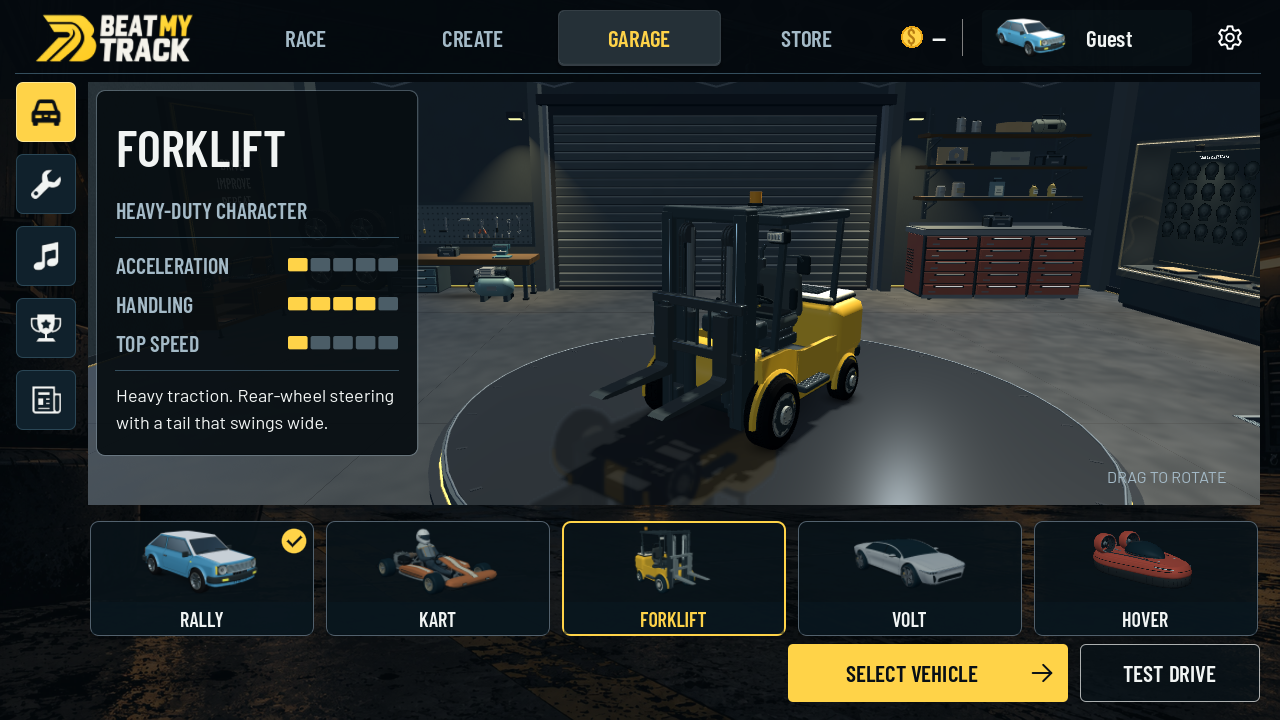 BEAT MY
TRACK
RACE
CREATE
GARAGE
STORE
–
Guest
FORKLIFT
HEAVY-DUTY CHARACTER
ACCELERATION
HANDLING
TOP SPEED
Heavy traction. Rear-wheel steering
with a tail that swings wide.
DRAG TO ROTATE
RALLY
KART
FORKLIFT
VOLT
HOVER
SELECT VEHICLE
TEST DRIVE